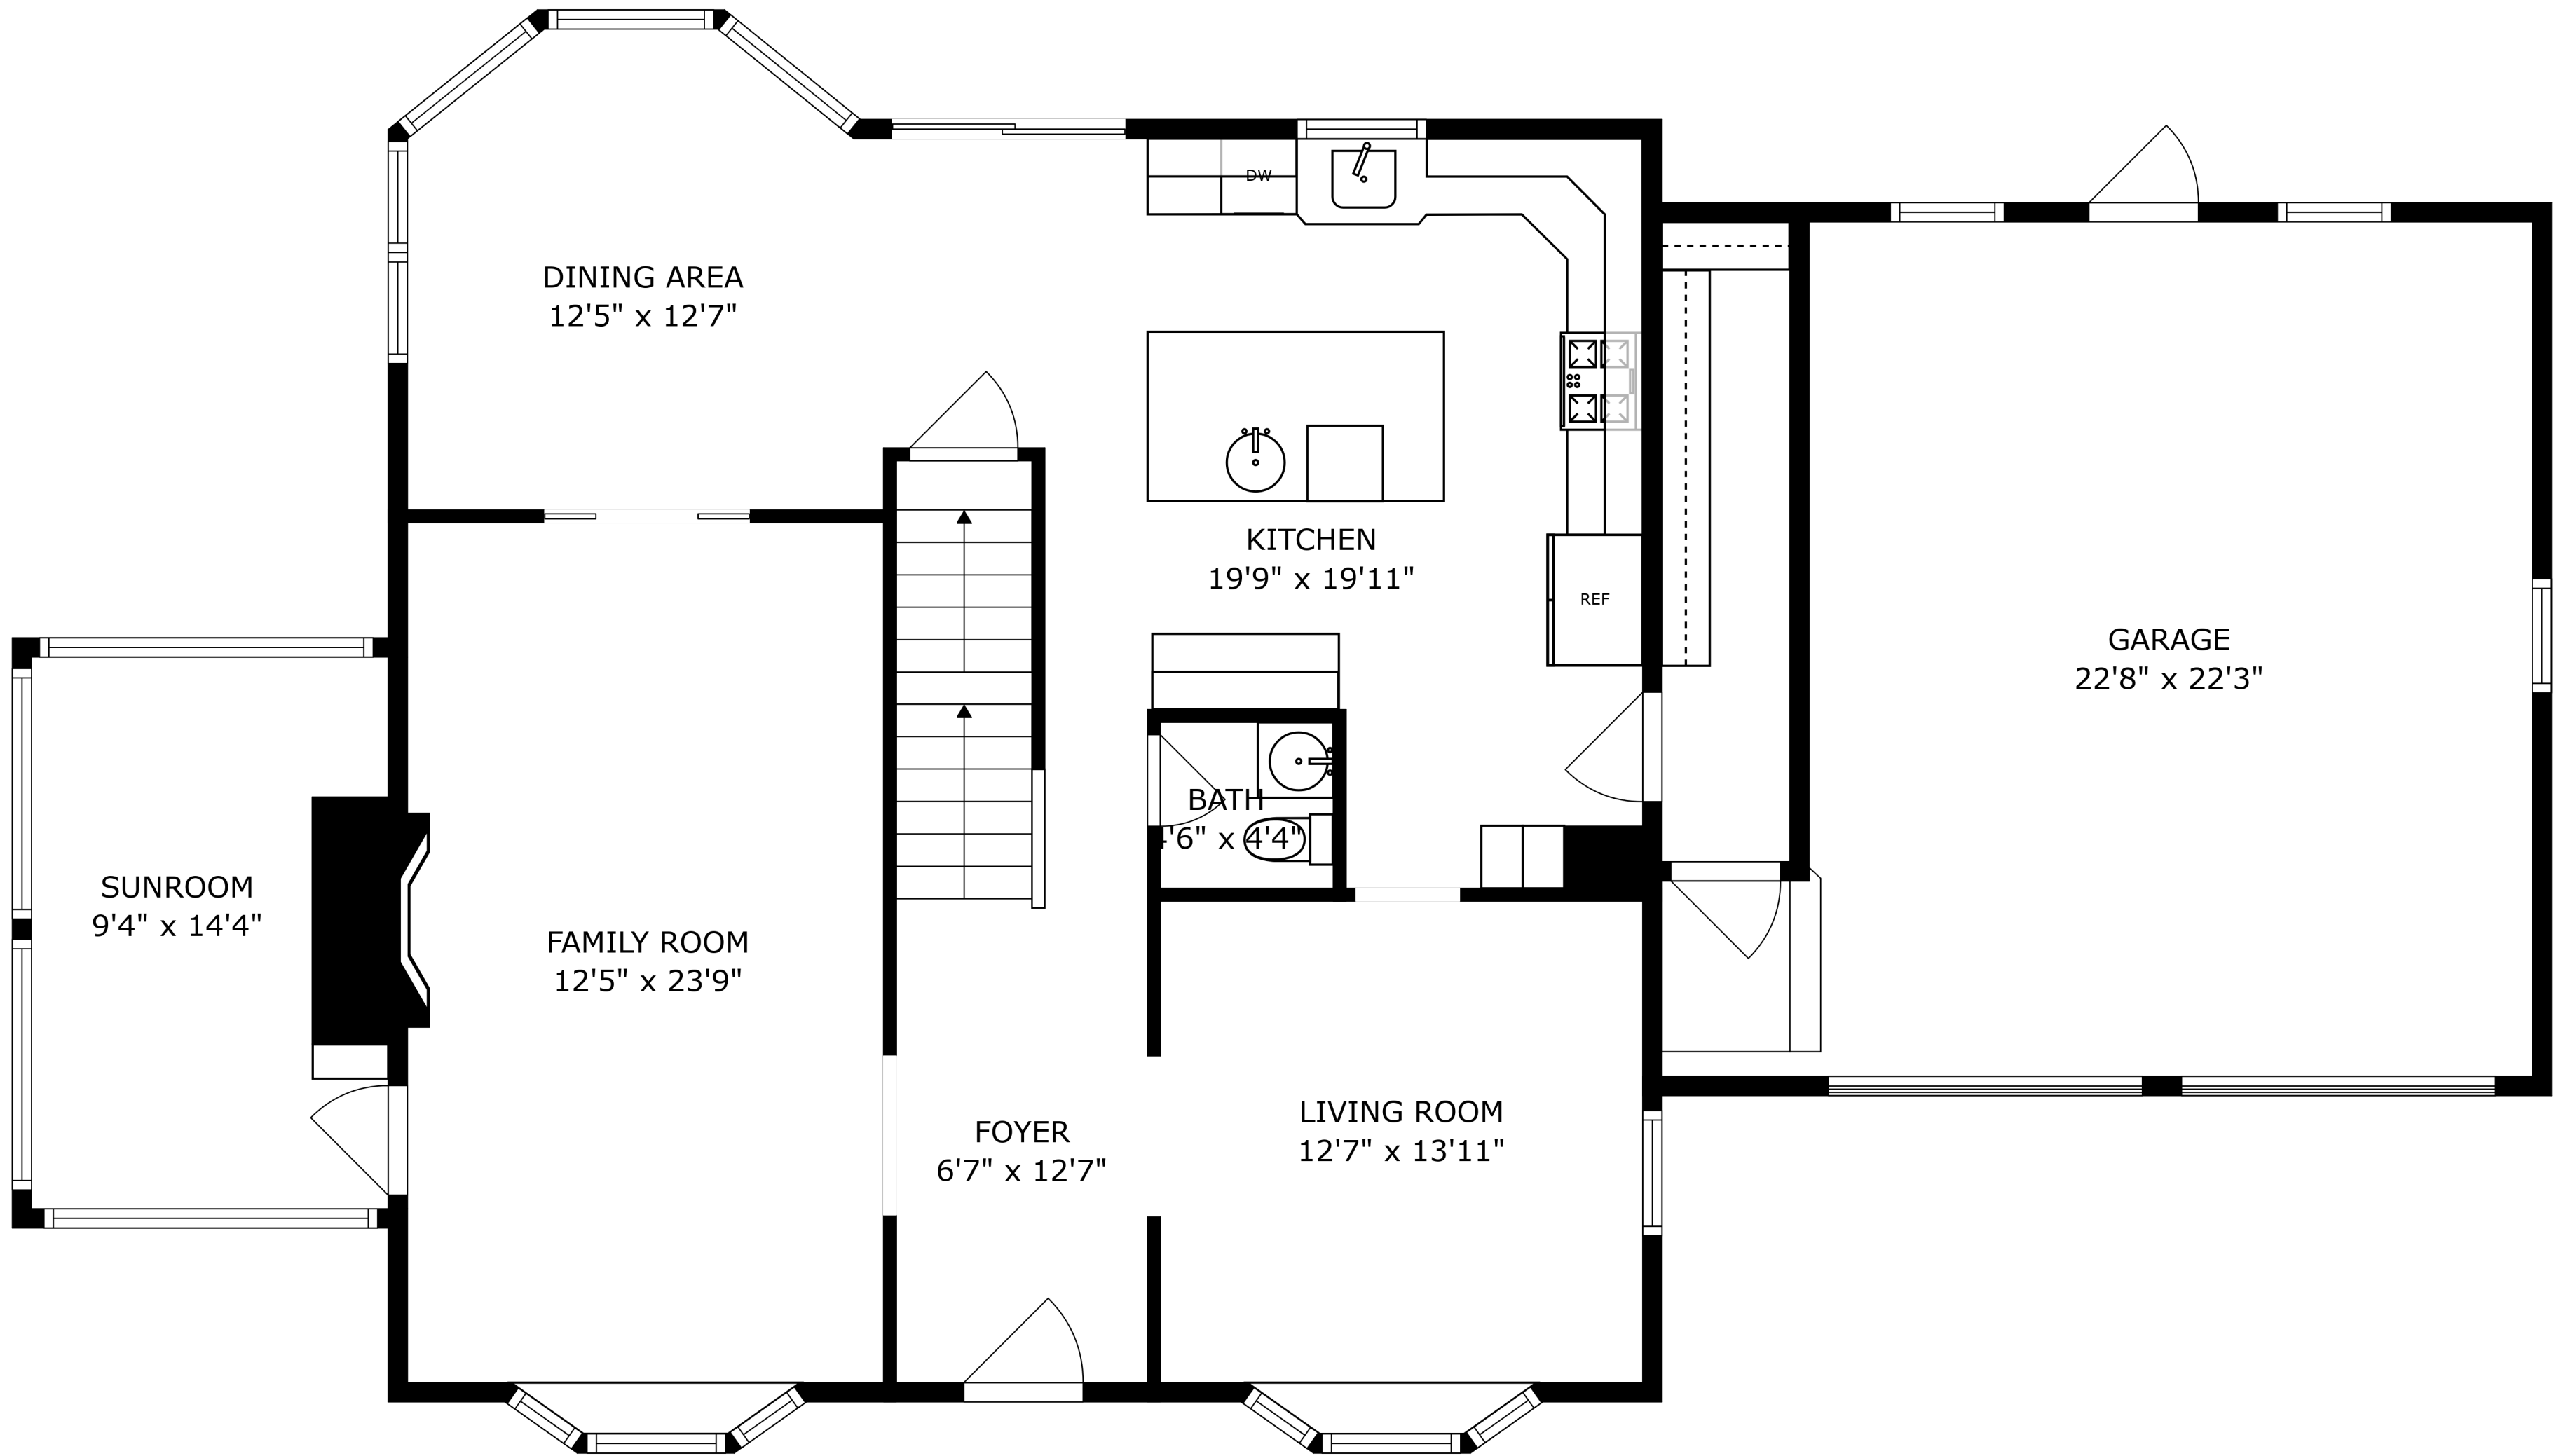 DW
DINING AREA
12'5" x 12'7"
KITCHEN
19'9" x 19'11"
REF
GARAGE
22'8" x 22'3"
BATH
4'6" x 4'4"
SUNROOM
9'4" x 14'4"
FAMILY ROOM
12'5" x 23'9"
LIVING ROOM
12'7" x 13'11"
FOYER
6'7" x 12'7"